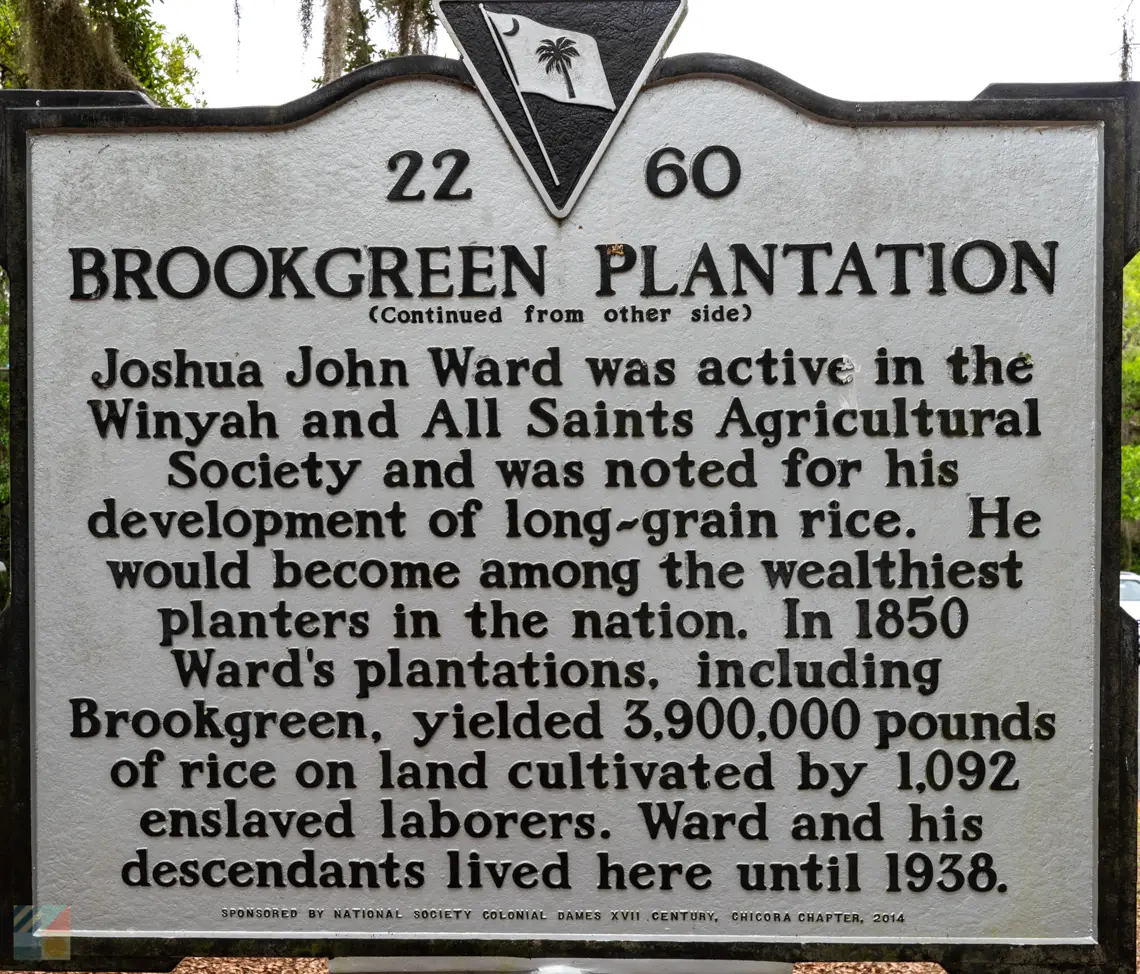 22 60
BROOKGREEN PLANTATION
(Continued from other side)
Joshua John Ward was active in the
Winyah and All Saints Agricultural
Society and was noted for his
development of long~grain rice. He
would become among the wealthiest
planters in the nation. In 1850
Ward's plantations, including
Brookgreen, yielded 3,900,000 pounds
of rice on land cultivated by 1,092
enslaved laborers. Ward and his
descendants lived here until 1938.
SPONSORED BY NATIONAL SOCIETY COLONIAL DAMES XVII CENTURY, CHICORA CHAPTER, 2014